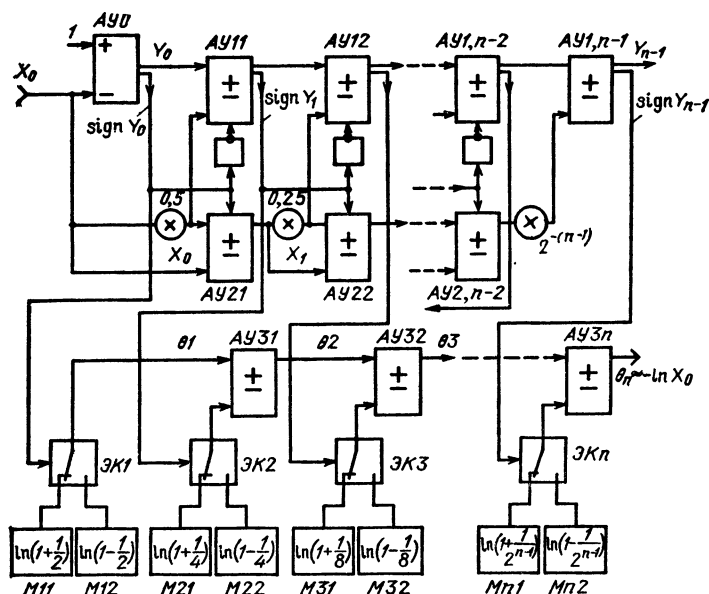 АУ0
1
+
−
X₀
Y₀
sign Y₀
АУ11
±
sign Y₁
АУ12
±
АУ1,n-2
±
АУ1,n-1
±
Yₙ₋₁
sign Yₙ₋₁
0,5
×
X₀
±
АУ21
0,25
×
X₁
±
АУ22
±
АУ2,n-2
×
2⁻⁽ⁿ⁻¹⁾
θ1
АУ31
±
θ2
АУ32
±
θ3
АУ3n
±
θₙ≈-ln X₀
ЭК1
ЭК2
ЭК3
ЭКn
ln(1+1/2)
ln(1-1/2)
ln(1+1/4)
ln(1-1/4)
ln(1+1/8)
ln(1-1/8)
ln(1+1/2ⁿ⁻¹)
ln(1-1/2ⁿ⁻¹)
М11
М12
М21
М22
М31
М32
Мn1
Мn2